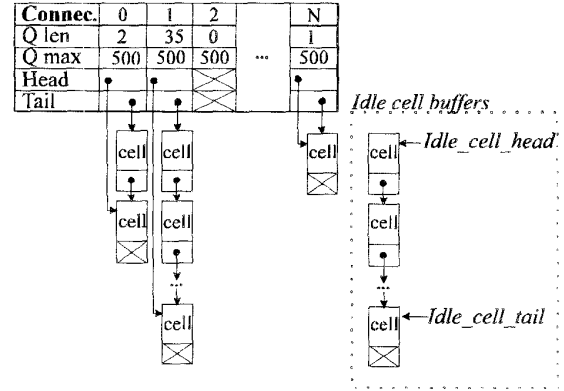 Connec. 0 1 2 N
Q len 2 35 0 1
Q max 500 500 500 ... 500
Head
Tail
Idle cell buffers
cell cell cell cell Idle_cell_head
cell cell cell
... ...
cell cell Idle_cell_tail